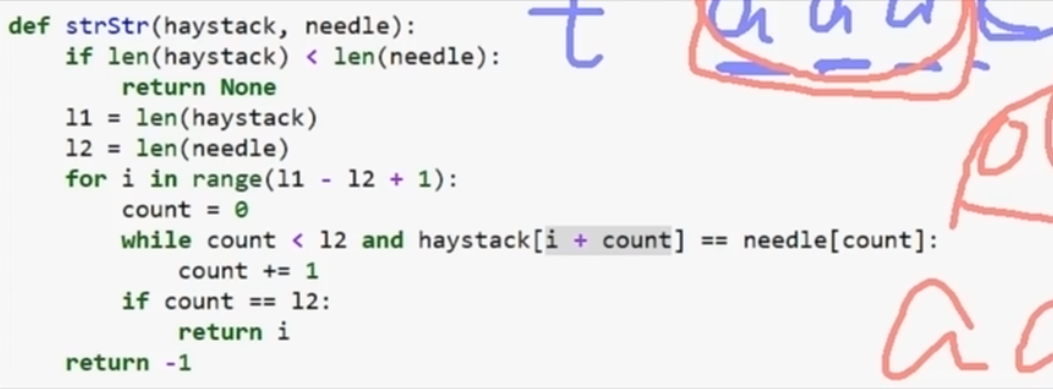 def strStr(haystack, needle):
    if len(haystack) < len(needle):
        return None
    l1 = len(haystack)
    l2 = len(needle)
    for i in range(l1 - l2 + 1):
        count = 0
        while count < l2 and haystack[i + count] == needle[count]:
            count += 1
        if count == l2:
            return i
    return -1
t
a